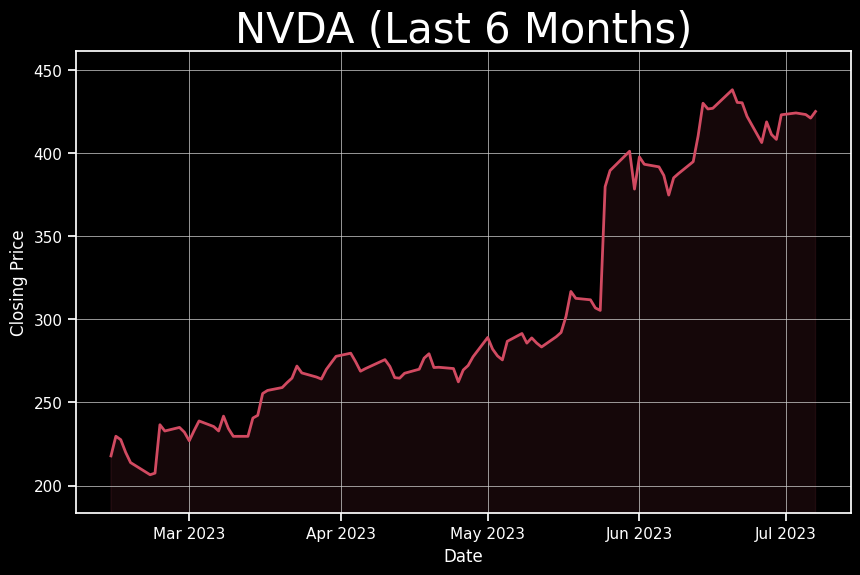 NVDA (Last 6 Months)
450
400
350
300
250
200
Closing Price
Mar 2023
Apr 2023
May 2023
Jun 2023
Jul 2023
Date